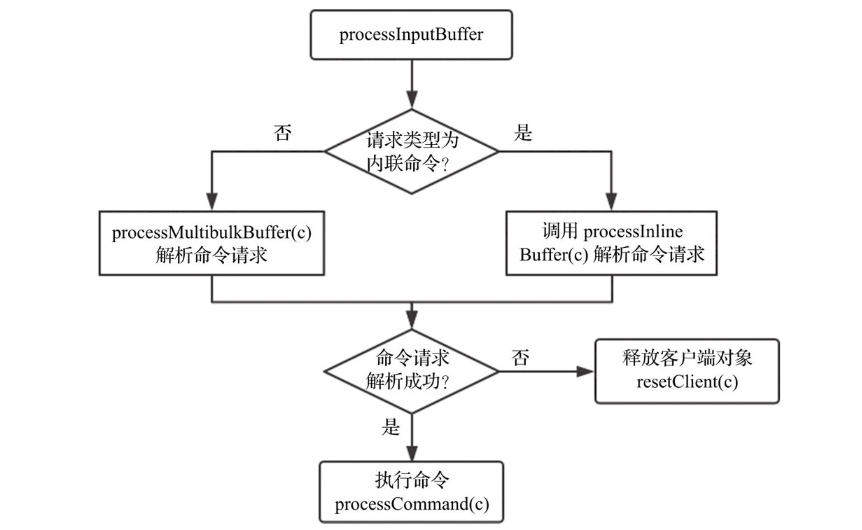 processInputBuffer
请求类型为
内联命令?
否
是
processMultibulkBuffer(c)
解析命令请求
调用 processInline
Buffer(c) 解析命令请求
命令请求
解析成功?
否
释放客户端对象
resetClient(c)
是
执行命令
processCommand(c)